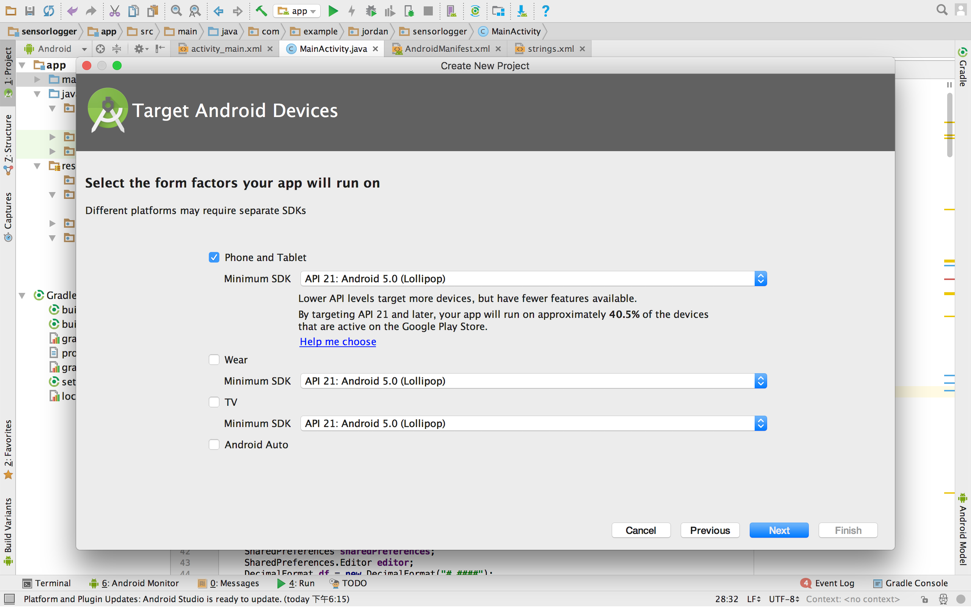 app
sensorlogger app src main java com example jordan sensorlogger MainActivity
Android activity_main.xml MainActivity.java AndroidManifest.xml strings.xml
1: Project
Z: Structure
Captures
2: Favorites
Build Variants
Gradle
Android Model
app
ma
jav
res
Gradle
bui
bui
gra
pro
gra
set
loc
Create New Project
Target Android Devices
Select the form factors your app will run on
Different platforms may require separate SDKs
Phone and Tablet
Minimum SDK API 21: Android 5.0 (Lollipop)
Lower API levels target more devices, but have fewer features available.
By targeting API 21 and later, your app will run on approximately 40.5% of the devices
that are active on the Google Play Store.
Help me choose
Wear
Minimum SDK API 21: Android 5.0 (Lollipop)
TV
Minimum SDK API 21: Android 5.0 (Lollipop)
Android Auto
Cancel Previous Next Finish
42 SharedPreferences sharedPreferences;
43 SharedPreferences.Editor editor;
44 DecimalFormat df = new DecimalFormat("#.####");
Terminal 6: Android Monitor 0: Messages 4: Run TODO Event Log Gradle Console
Platform and Plugin Updates: Android Studio is ready to update. (today 下午6:15) 28:32 LF UTF-8 Context: <no context>